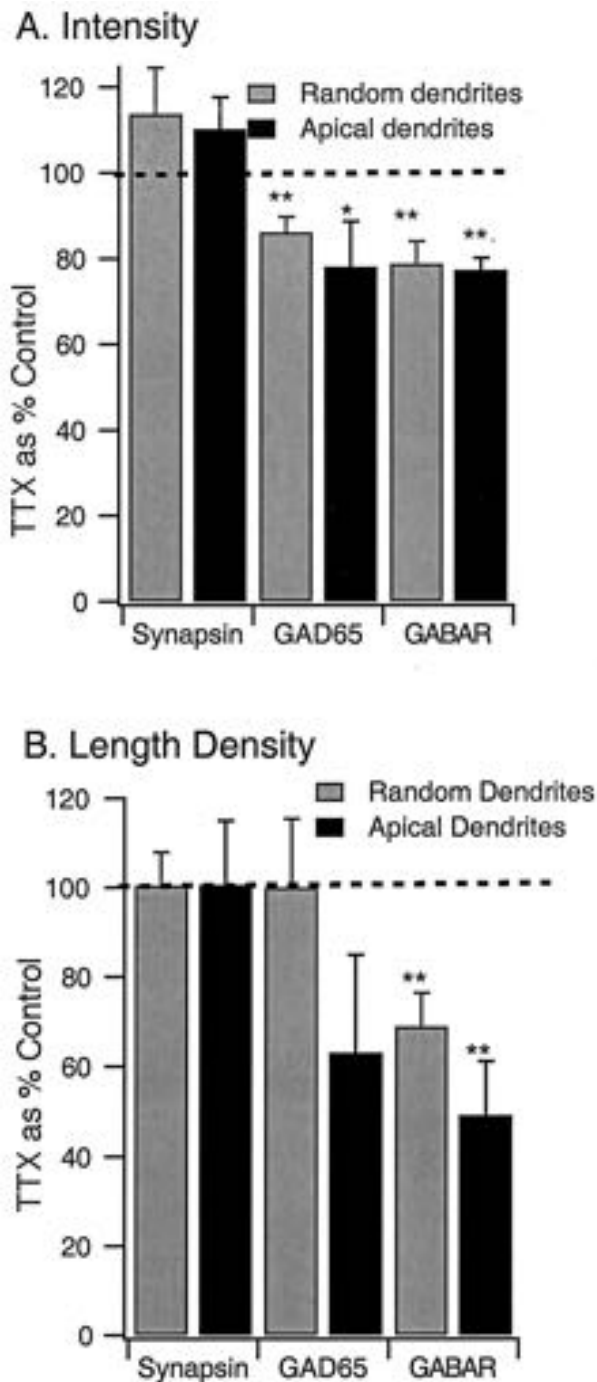 A. Intensity
Random dendrites
Apical dendrites
TTX as % Control
120
100
80
60
40
20
0
**
*
**
**
Synapsin GAD65 GABAR
B. Length Density
Random Dendrites
Apical Dendrites
TTX as % Control
120
100
80
60
40
20
0
**
**
Synapsin GAD65 GABAR